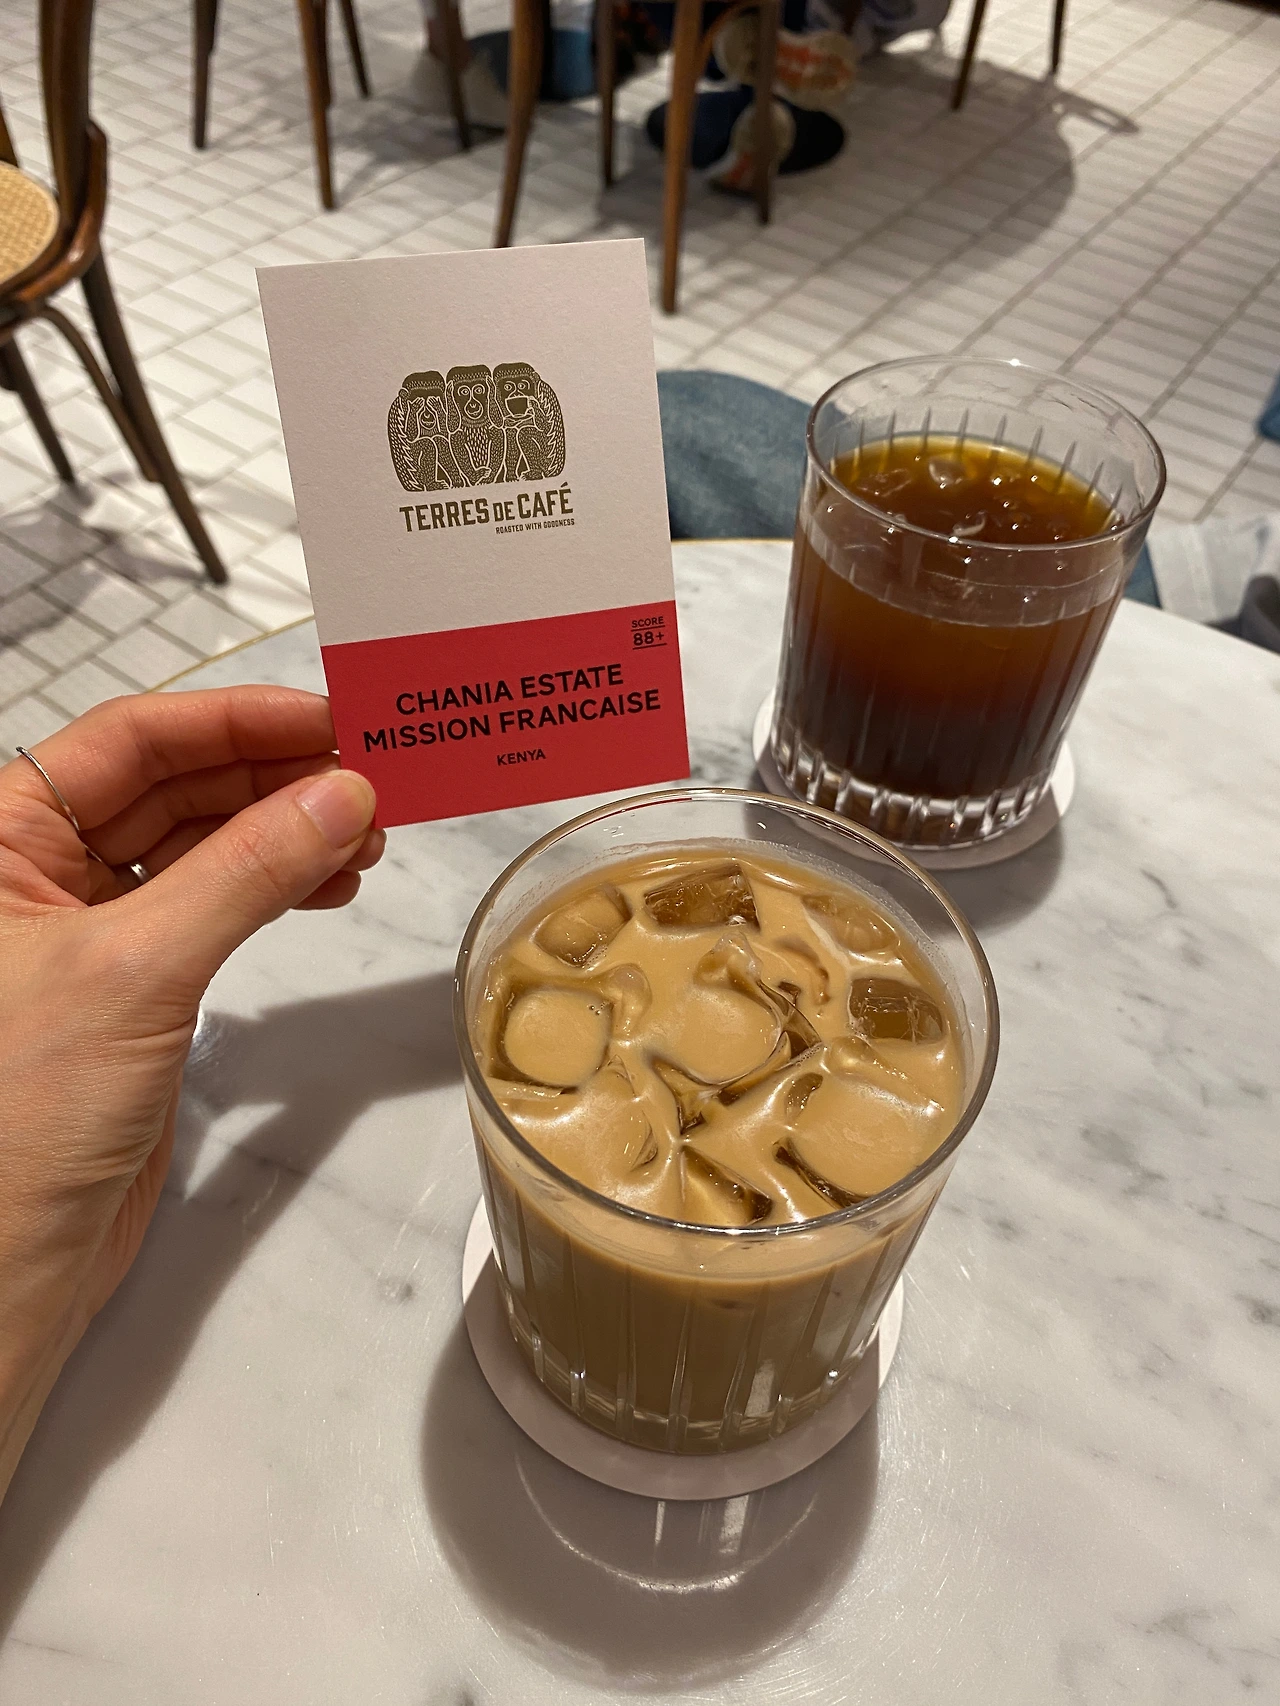 TERRES DE CAFÉ
ROASTED WITH GOODNESS
SCORE
88+
CHANIA ESTATE
MISSION FRANCAISE
KENYA